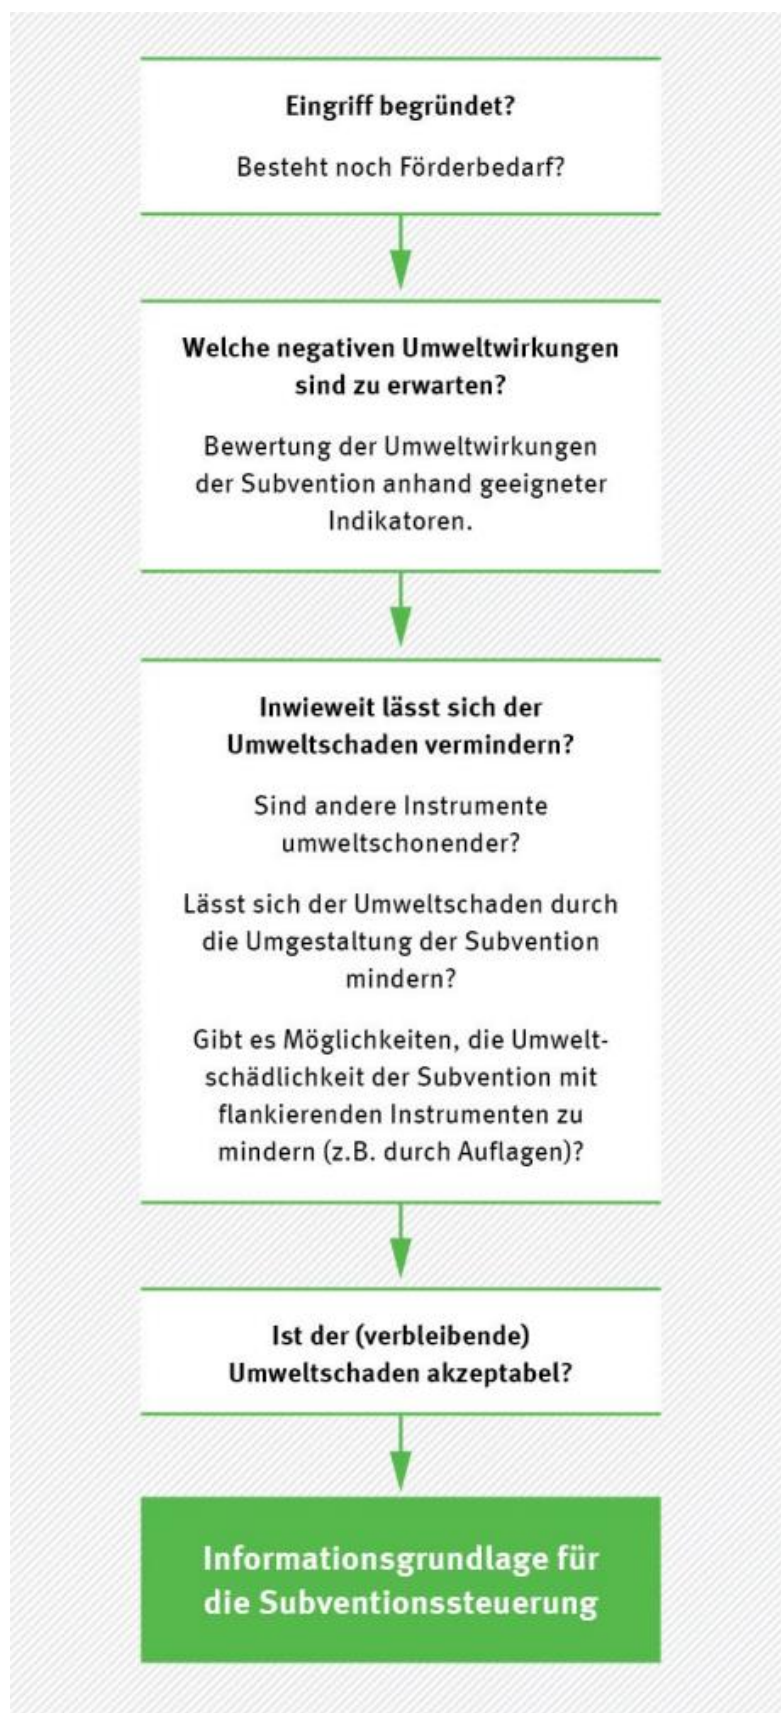 Eingriff begründet?
Besteht noch Förderbedarf?
Welche negativen Umweltwirkungen
sind zu erwarten?
Bewertung der Umweltwirkungen
der Subvention anhand geeigneter
Indikatoren.
Inwieweit lässt sich der
Umweltschaden vermindern?
Sind andere Instrumente
umweltschonender?
Lässt sich der Umweltschaden durch
die Umgestaltung der Subvention
mindern?
Gibt es Möglichkeiten, die Umwelt-
schädlichkeit der Subvention mit
flankierenden Instrumenten zu
mindern (z.B. durch Auflagen)?
Ist der (verbleibende)
Umweltschaden akzeptabel?
Informationsgrundlage für
die Subventionssteuerung